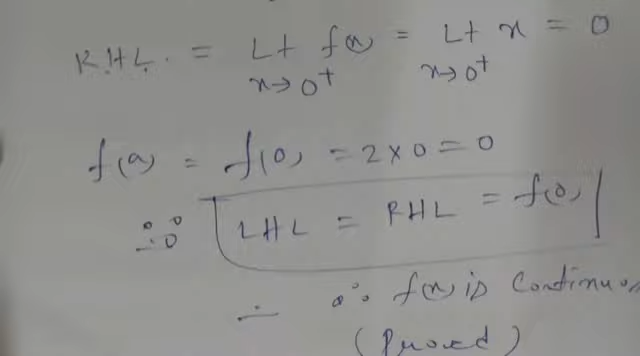 R.H.L. = Lt f(x) = Lt x = 0
x→0+ x→0+
f(a) = f(0) = 2×0 = 0
∴ LHL = RHL = f(0)
∴ f(x) is Continuous
(Proved)